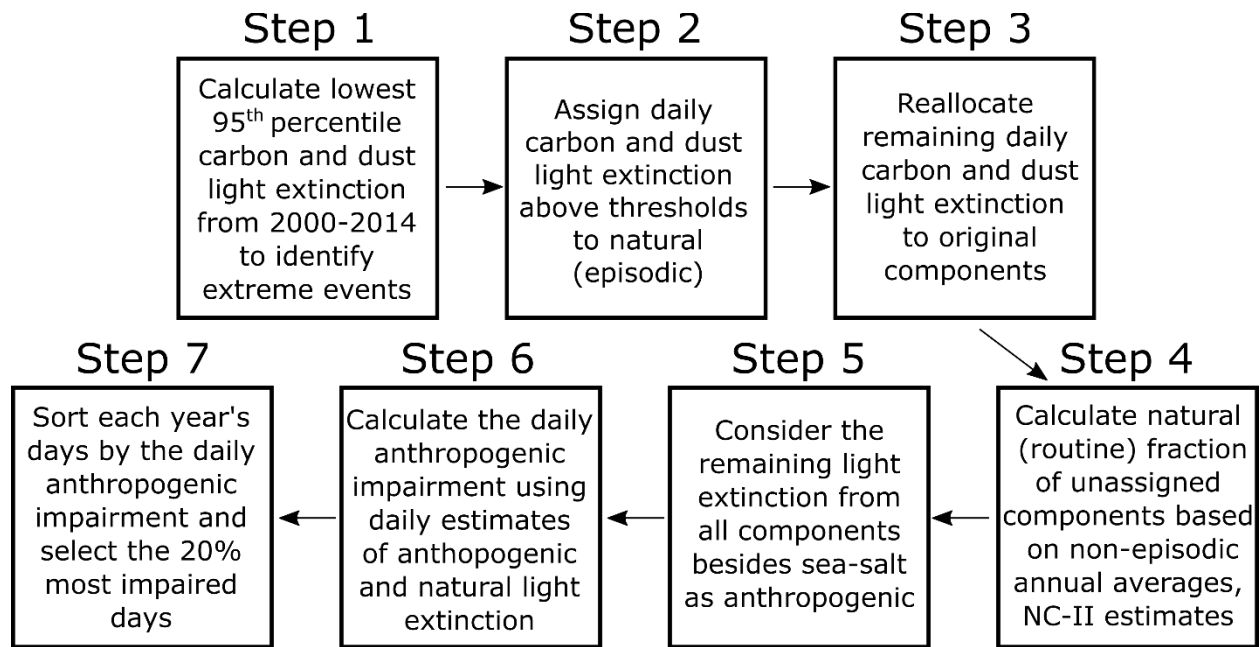 Step 1
Calculate lowest
95th percentile
carbon and dust
light extinction
from 2000-2014
to identify
extreme events
Step 2
Assign daily
carbon and dust
light extinction
above thresholds
to natural
(episodic)
Step 3
Reallocate
remaining daily
carbon and dust
light extinction
to original
components
Step 4
Calculate natural
(routine) fraction
of unassigned
components based
on non-episodic
annual averages,
NC-II estimates
Step 5
Consider the
remaining light
extinction from
all components
besides sea-salt
as anthropogenic
Step 6
Calculate the daily
anthropogenic
impairment using
daily estimates
of anthopogenic
and natural light
extinction
Step 7
Sort each year's
days by the daily
anthropogenic
impairment and
select the 20%
most impaired
days